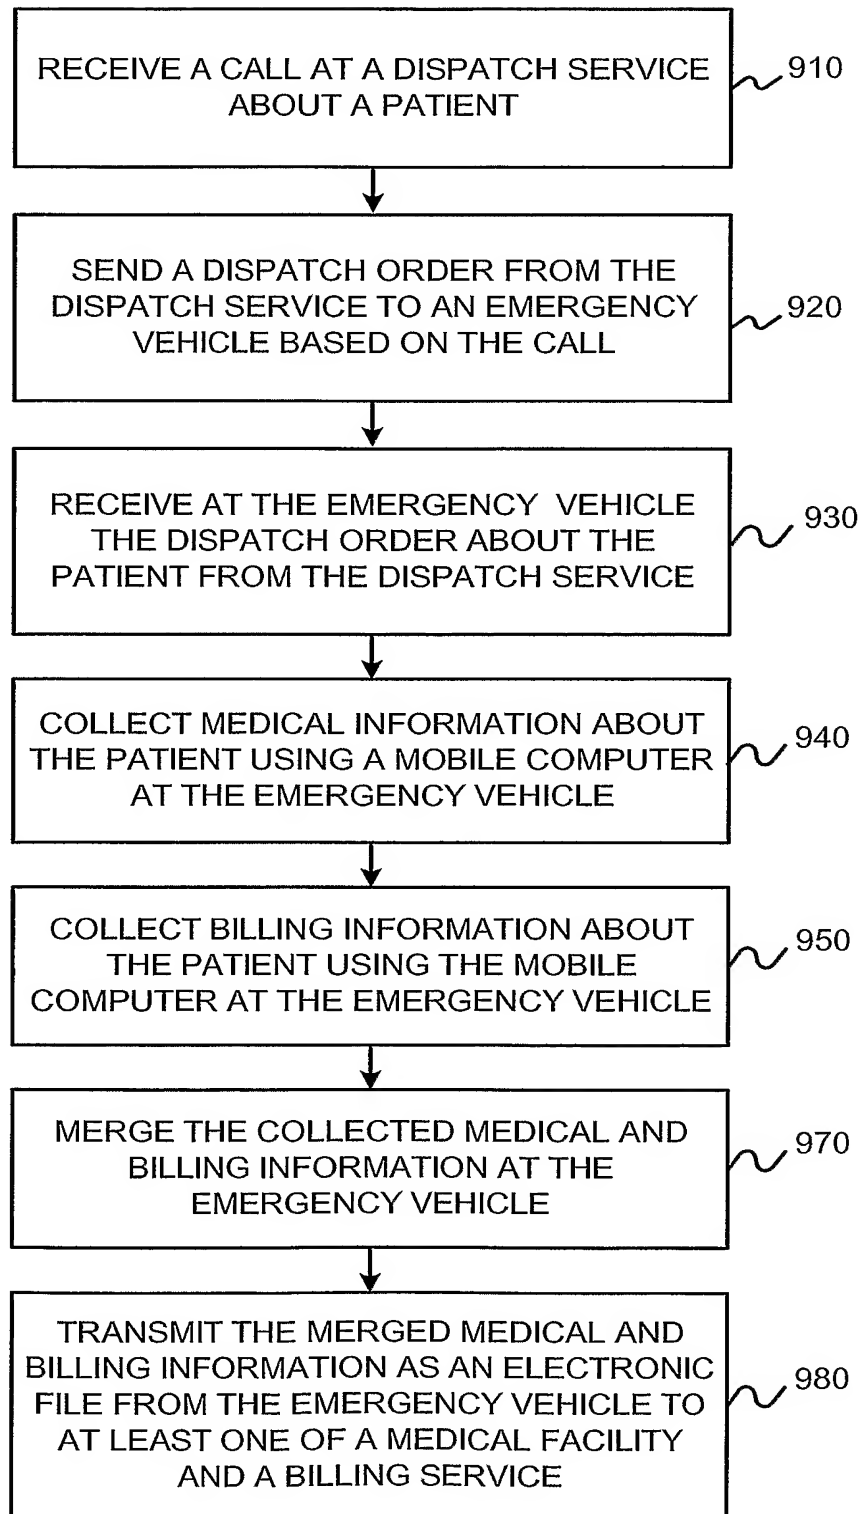 RECEIVE A CALL AT A DISPATCH SERVICE
ABOUT A PATIENT
910
SEND A DISPATCH ORDER FROM THE
DISPATCH SERVICE TO AN EMERGENCY
VEHICLE BASED ON THE CALL
920
RECEIVE AT THE EMERGENCY VEHICLE
THE DISPATCH ORDER ABOUT THE
PATIENT FROM THE DISPATCH SERVICE
930
COLLECT MEDICAL INFORMATION ABOUT
THE PATIENT USING A MOBILE COMPUTER
AT THE EMERGENCY VEHICLE
940
COLLECT BILLING INFORMATION ABOUT
THE PATIENT USING THE MOBILE
COMPUTER AT THE EMERGENCY VEHICLE
950
MERGE THE COLLECTED MEDICAL AND
BILLING INFORMATION AT THE
EMERGENCY VEHICLE
970
TRANSMIT THE MERGED MEDICAL AND
BILLING INFORMATION AS AN ELECTRONIC
FILE FROM THE EMERGENCY VEHICLE TO
AT LEAST ONE OF A MEDICAL FACILITY
AND A BILLING SERVICE
980